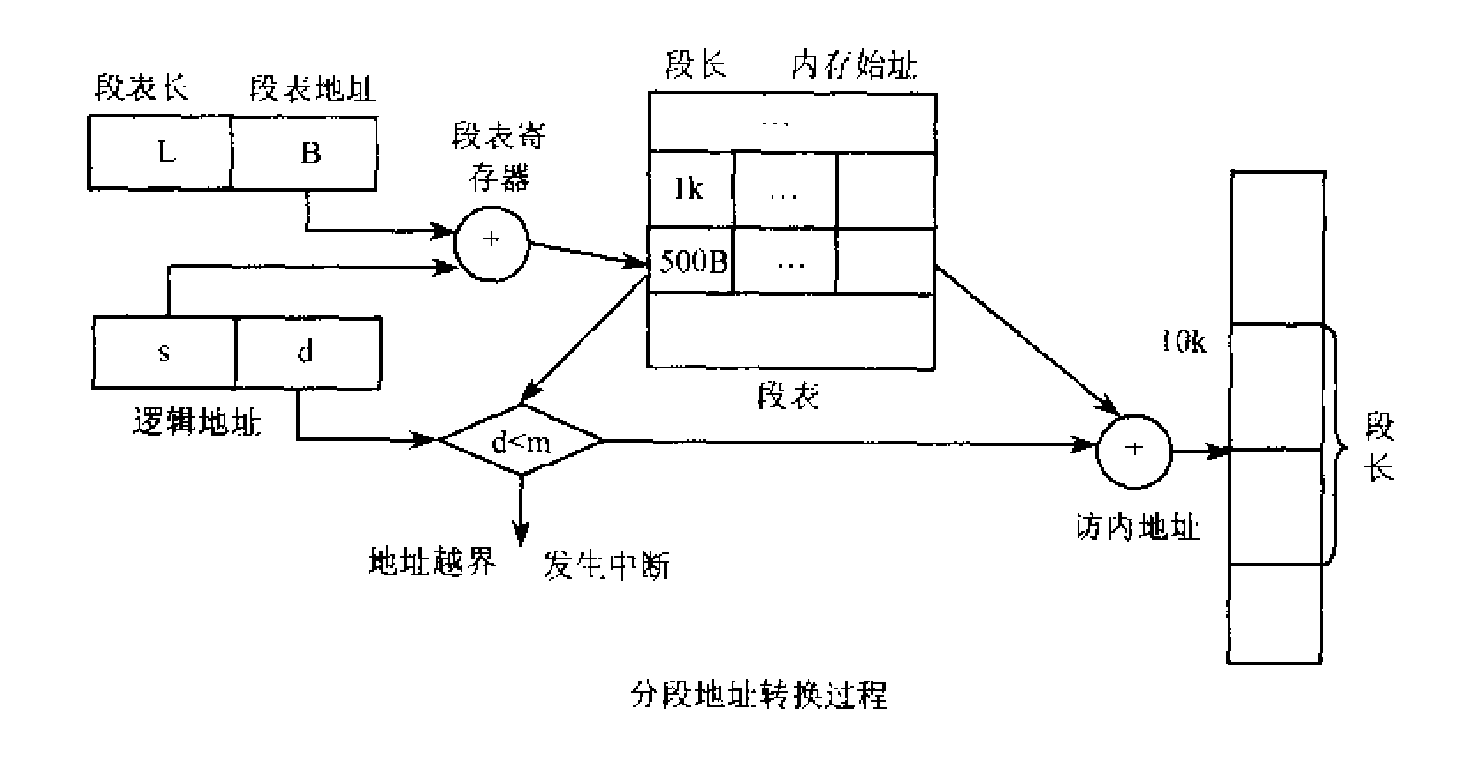 段长 内存始址
段表长 段表地址
L B
段表寄
存器
+
…
1k …
500B …
s d
逻辑地址
段表
10k
d<m
+
段
长
访内地址
地址越界 发生中断
分段地址转换过程